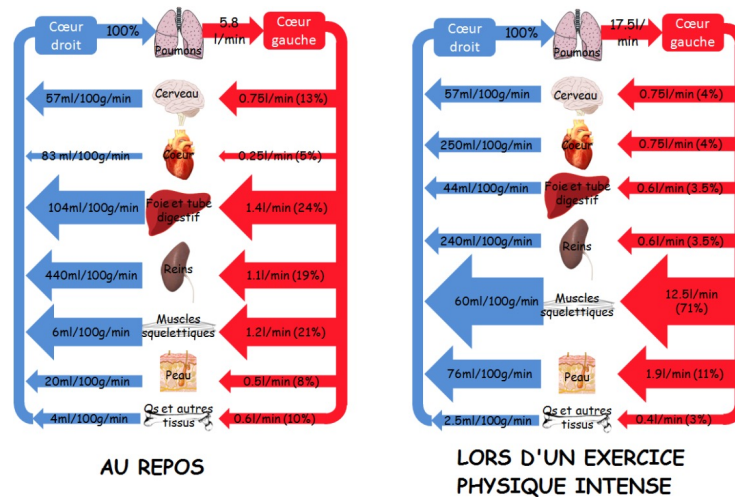 Cœur droit
100%
Poumons
5.8 l/min
Cœur gauche
57ml/100g/min
Cerveau
0.75l/min (13%)
83 ml/100g/min
Coeur
0.25l/min (5%)
104ml/100g/min
Foie et tube digestif
1.4l/min (24%)
440ml/100g/min
Reins
1.1l/min (19%)
6ml/100g/min
Muscles squelettiques
1.2l/min (21%)
20ml/100g/min
Peau
0.5l/min (8%)
4ml/100g/min
Os et autres tissus
0.6l/min (10%)
AU REPOS
Cœur droit
100%
Poumons
17.5l/min
Cœur gauche
57ml/100g/min
Cerveau
0.75l/min (4%)
250ml/100g/min
Coeur
0.75l/min (4%)
44ml/100g/min
Foie et tube digestif
0.6l/min (3.5%)
240ml/100g/min
Reins
0.6l/min (3.5%)
60ml/100g/min
Muscles squelettiques
12.5l/min (71%)
76ml/100g/min
Peau
1.9l/min (11%)
2.5ml/100g/min
Os et autres tissus
0.4l/min (3%)
LORS D'UN EXERCICE
PHYSIQUE INTENSE